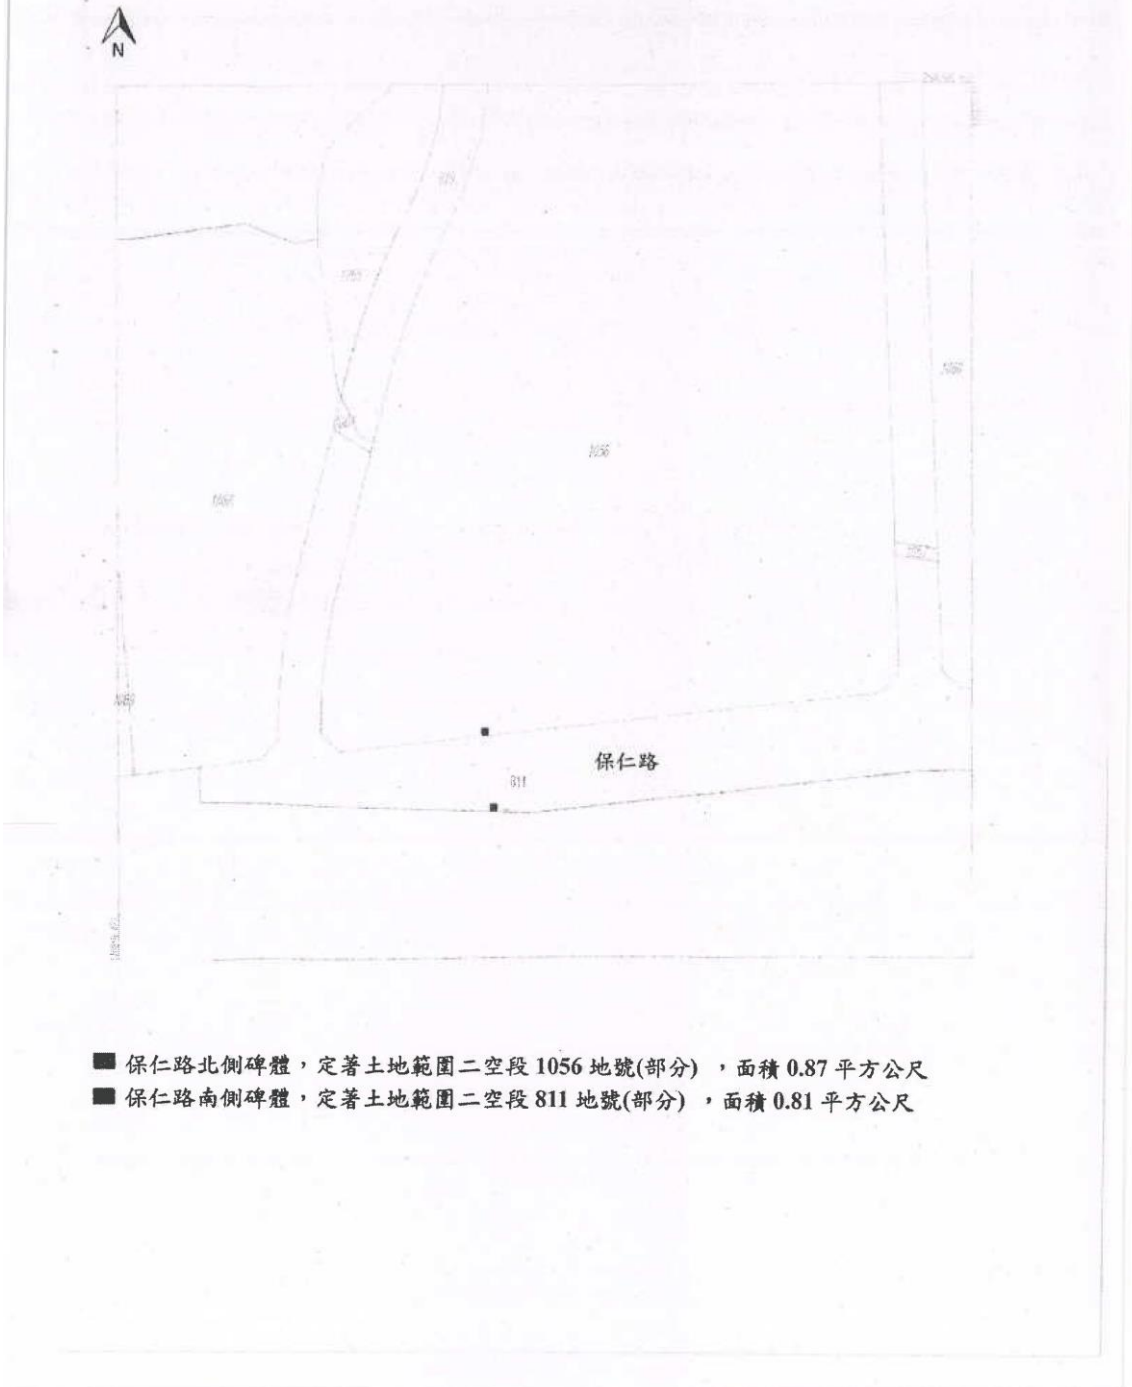 N
1056
保仁路
811
■ 保仁路北側碑體，定著土地範圍二空段 1056 地號(部分) ，面積 0.87 平方公尺
■ 保仁路南側碑體，定著土地範圍二空段 811 地號(部分) ，面積 0.81 平方公尺